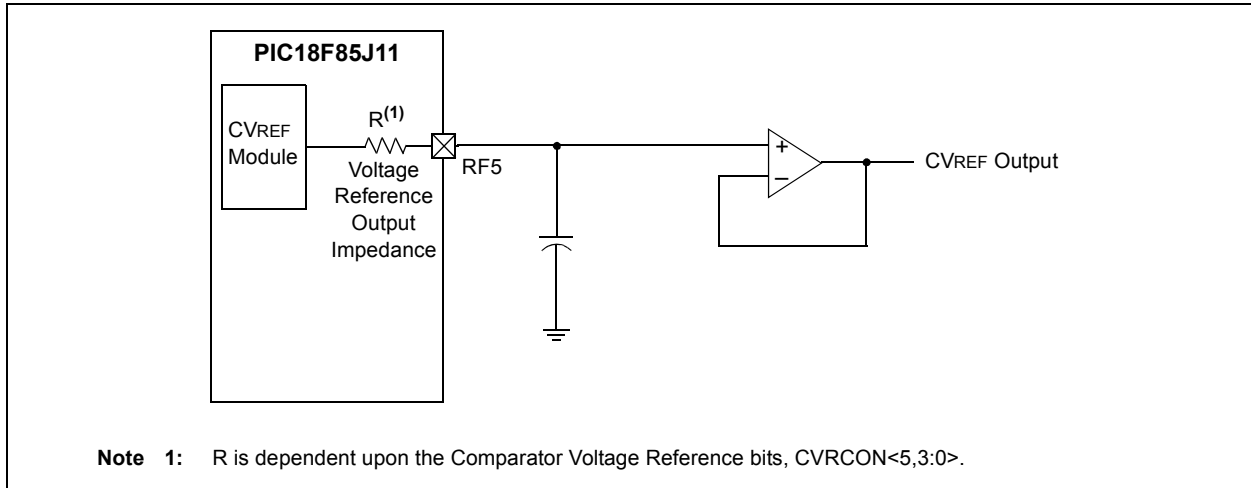 PIC18F85J11
CVREF
Module
R(1)
Voltage
Reference
Output
Impedance
RF5
+
–
CVREF Output
Note 1: R is dependent upon the Comparator Voltage Reference bits, CVRCON<5,3:0>.